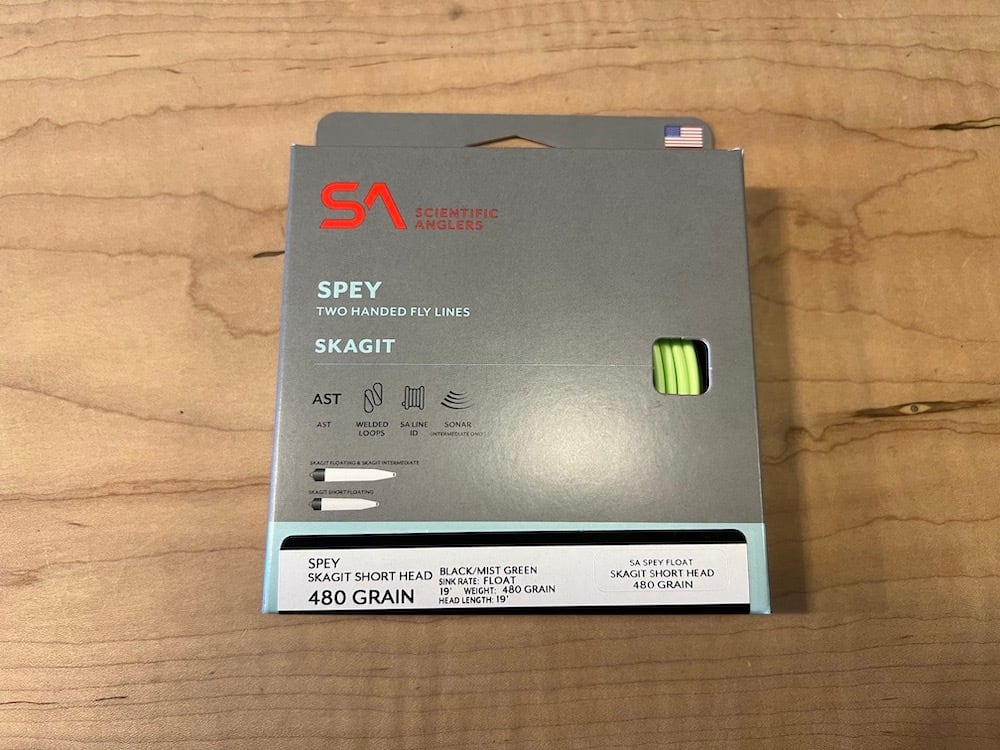 SA SCIENTIFIC
ANGLERS
SPEY
TWO HANDED FLY LINES
SKAGIT
AST
AST WELDED SA LINE SONAR
LOOPS ID (INTERMEDIATE ONLY)
SKAGIT FLOATING & SKAGIT INTERMEDIATE
SKAGIT SHORT FLOATING
SPEY
SKAGIT SHORT HEAD
480 GRAIN
BLACK/MIST GREEN
SINK RATE: FLOAT
19' WEIGHT: 480 GRAIN
HEAD LENGTH: 19'
SA SPEY FLOAT
SKAGIT SHORT HEAD
480 GRAIN